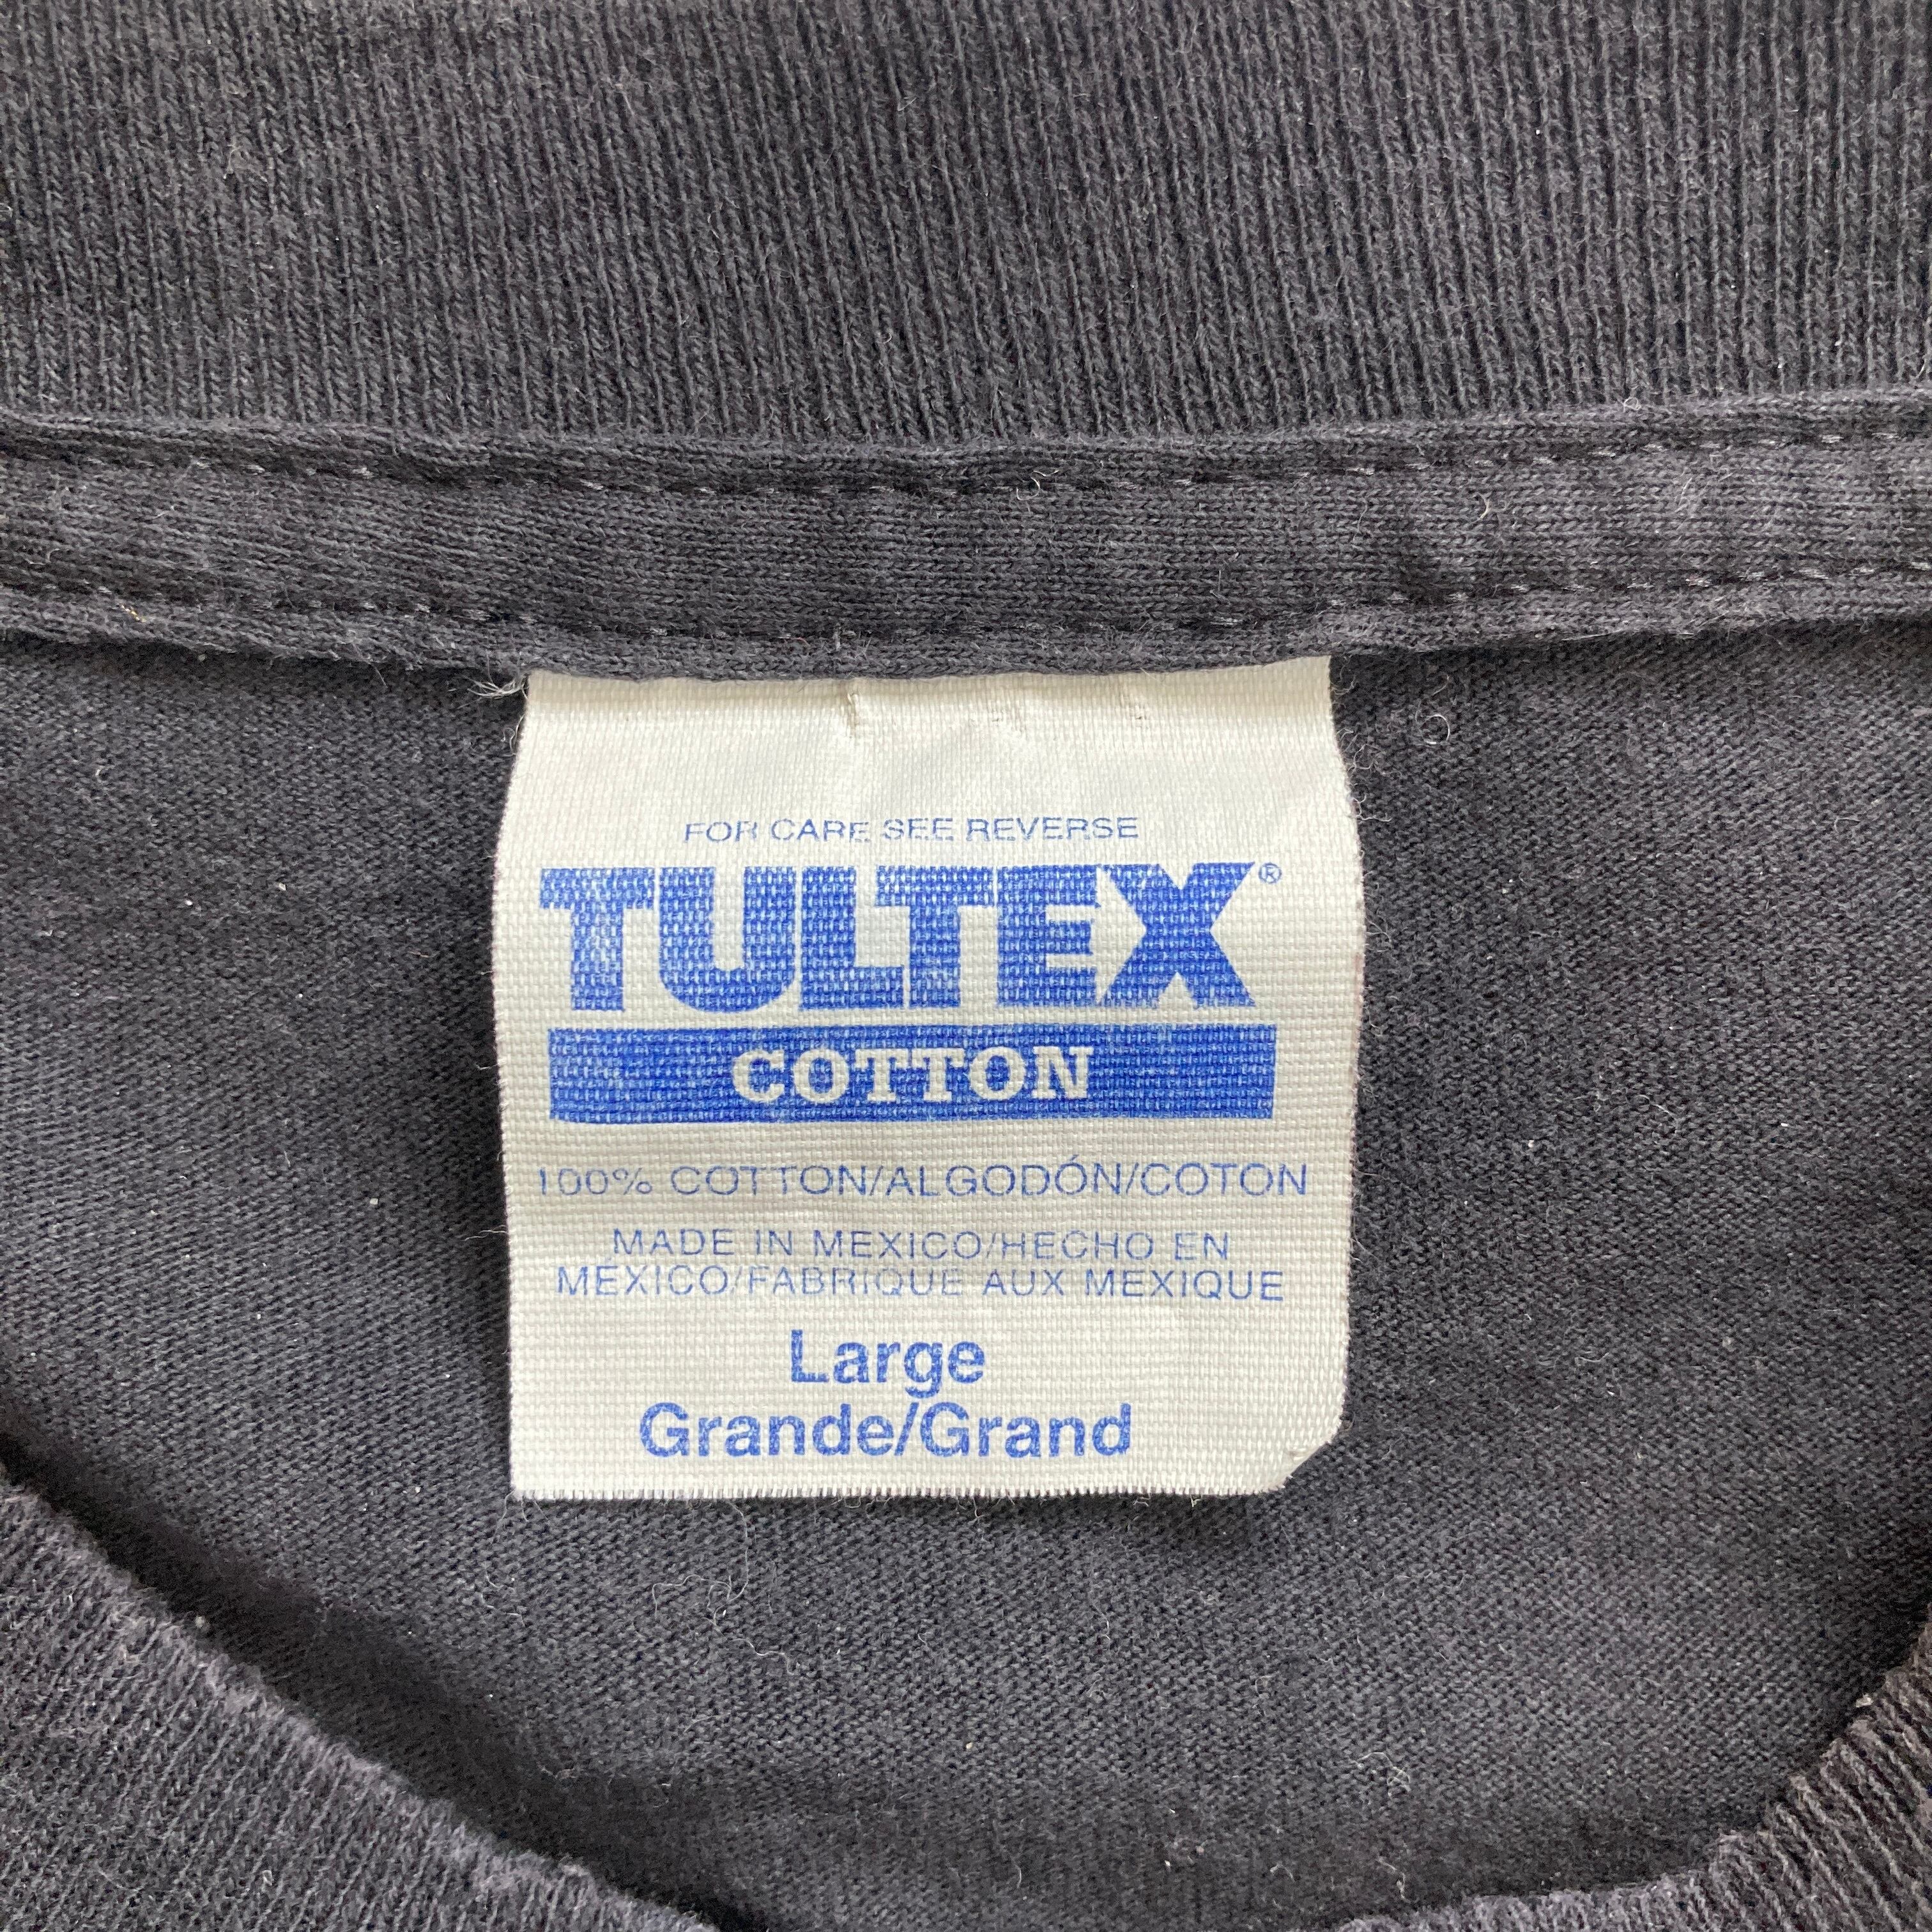 FOR CARE SEE REVERSE
TULTEX®
COTTON
100% COTTON/ALGODÓN/COTON
MADE IN MEXICO/HECHO EN
MEXICO/FABRIQUE AUX MEXIQUE
Large
Grande/Grand